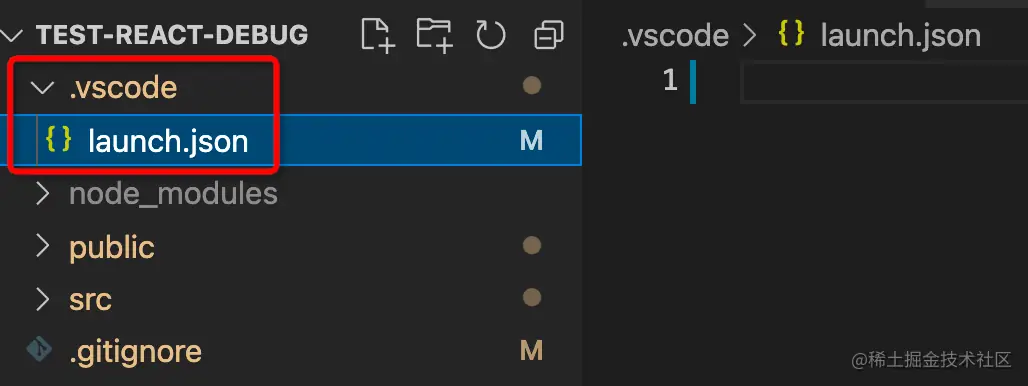 TEST-REACT-DEBUG
.vscode
{} launch.json M
node_modules
public
src
.gitignore M
.vscode > {} launch.json
1
@稀土掘金技术社区